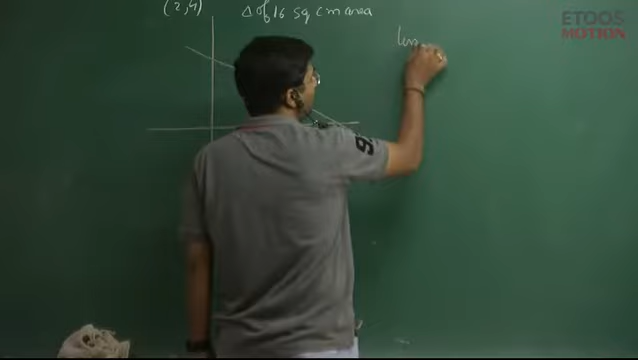 (2,4) Δ of 16 sq cm area
ETOOS
MOTION